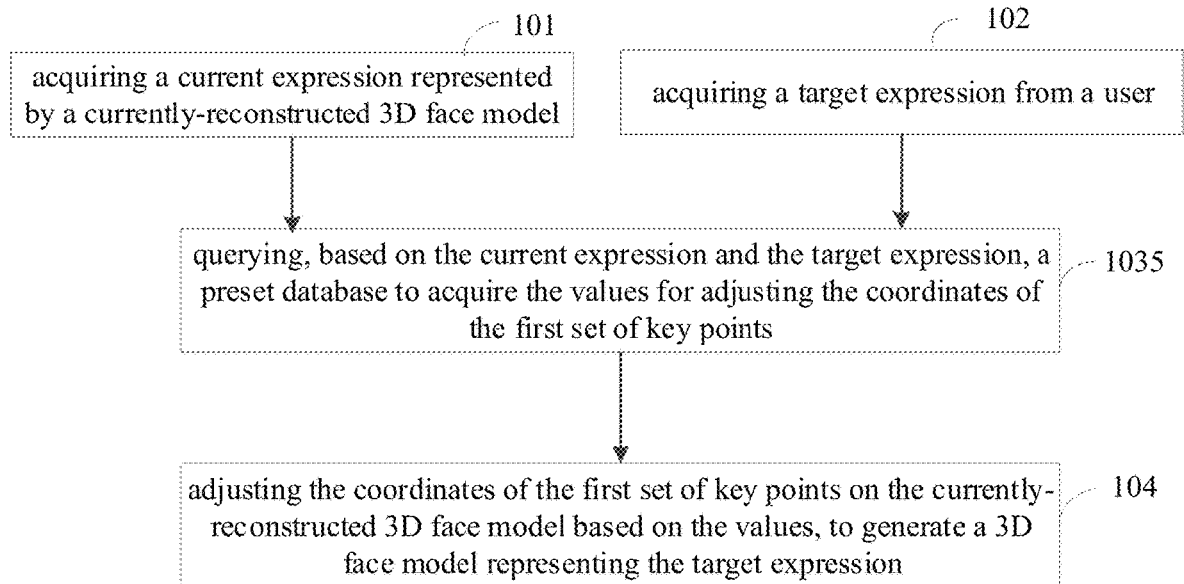 101
102
acquiring a current expression represented
by a currently-reconstructed 3D face model
acquiring a target expression from a user
querying, based on the current expression and the target expression, a
preset database to acquire the values for adjusting the coordinates of
the first set of key points
1035
adjusting the coordinates of the first set of key points on the currently-
reconstructed 3D face model based on the values, to generate a 3D
face model representing the target expression
104